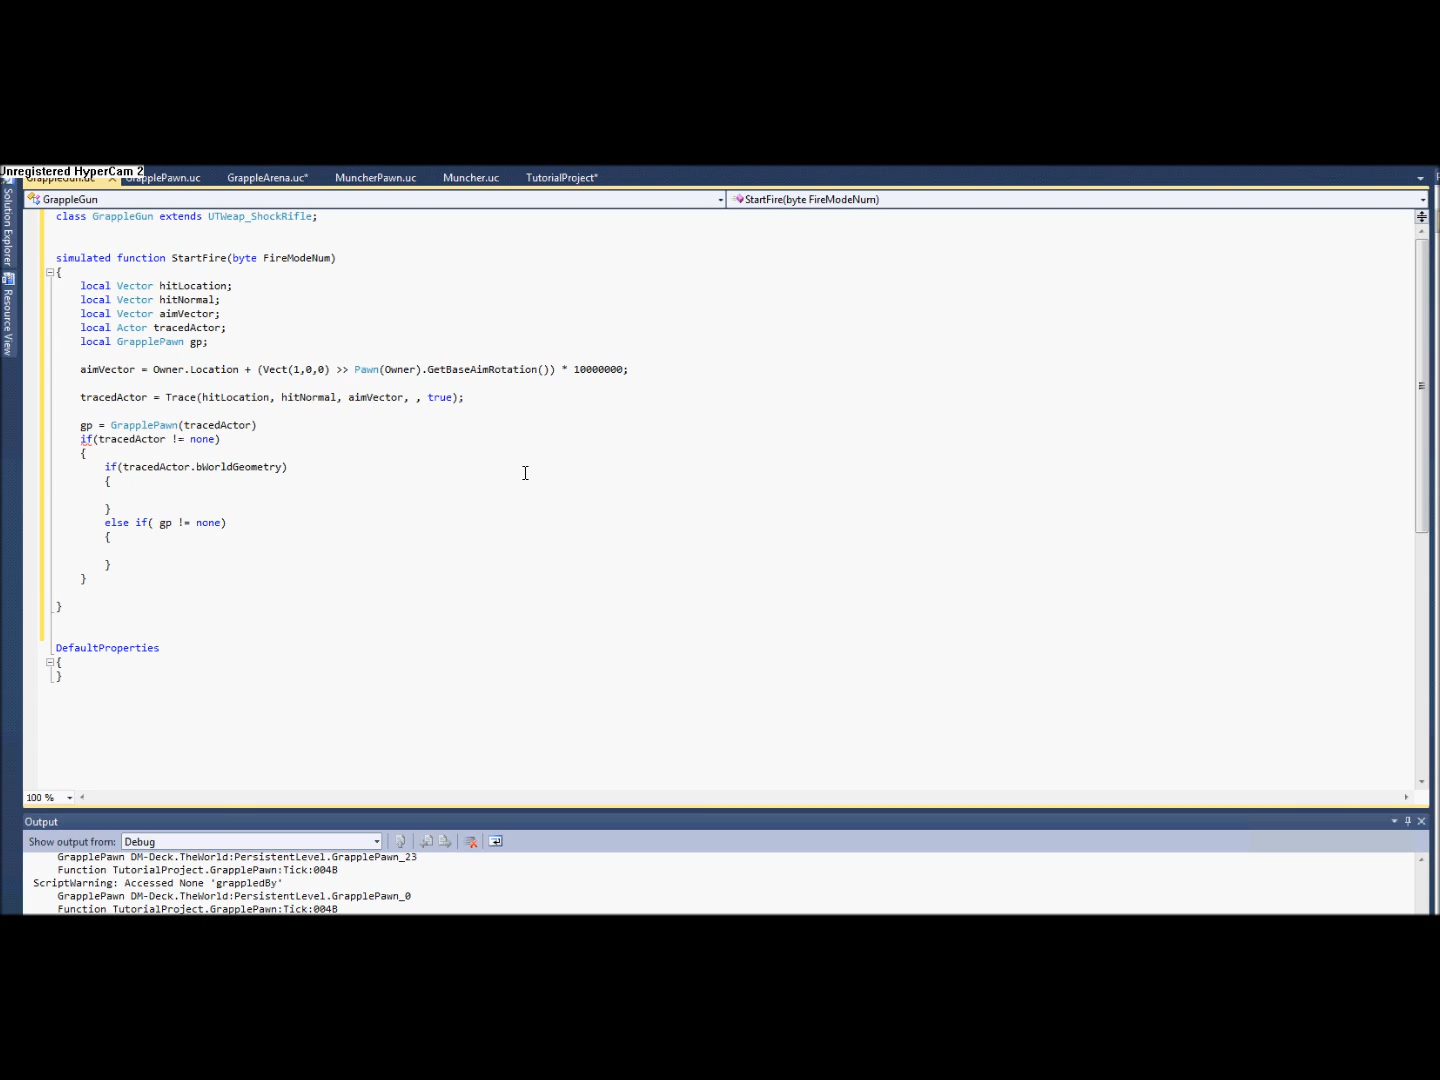 Unregistered HyperCam 2
GrapplePawn.uc GrappleArena.uc* MuncherPawn.uc Muncher.uc TutorialProject*
GrappleGun StartFire(byte FireModeNum)
Solution Explorer
Resource View
class GrappleGun extends UTWeap_ShockRifle;
simulated function StartFire(byte FireModeNum)
{
local Vector hitLocation;
local Vector hitNormal;
local Vector aimVector;
local Actor tracedActor;
local GrapplePawn gp;
aimVector = Owner.Location + (Vect(1,0,0) >> Pawn(Owner).GetBaseAimRotation()) * 10000000;
tracedActor = Trace(hitLocation, hitNormal, aimVector, , true);
gp = GrapplePawn(tracedActor)
if(tracedActor != none)
{
if(tracedActor.bWorldGeometry)
{
}
else if( gp != none)
{
}
}
}
DefaultProperties
{
}
100 %
Output
Show output from: Debug
GrapplePawn DM-Deck.TheWorld:PersistentLevel.GrapplePawn_23
Function TutorialProject.GrapplePawn:Tick:004B
ScriptWarning: Accessed None 'grappledBy'
GrapplePawn DM-Deck.TheWorld:PersistentLevel.GrapplePawn_0
Function TutorialProject.GrapplePawn:Tick:004B